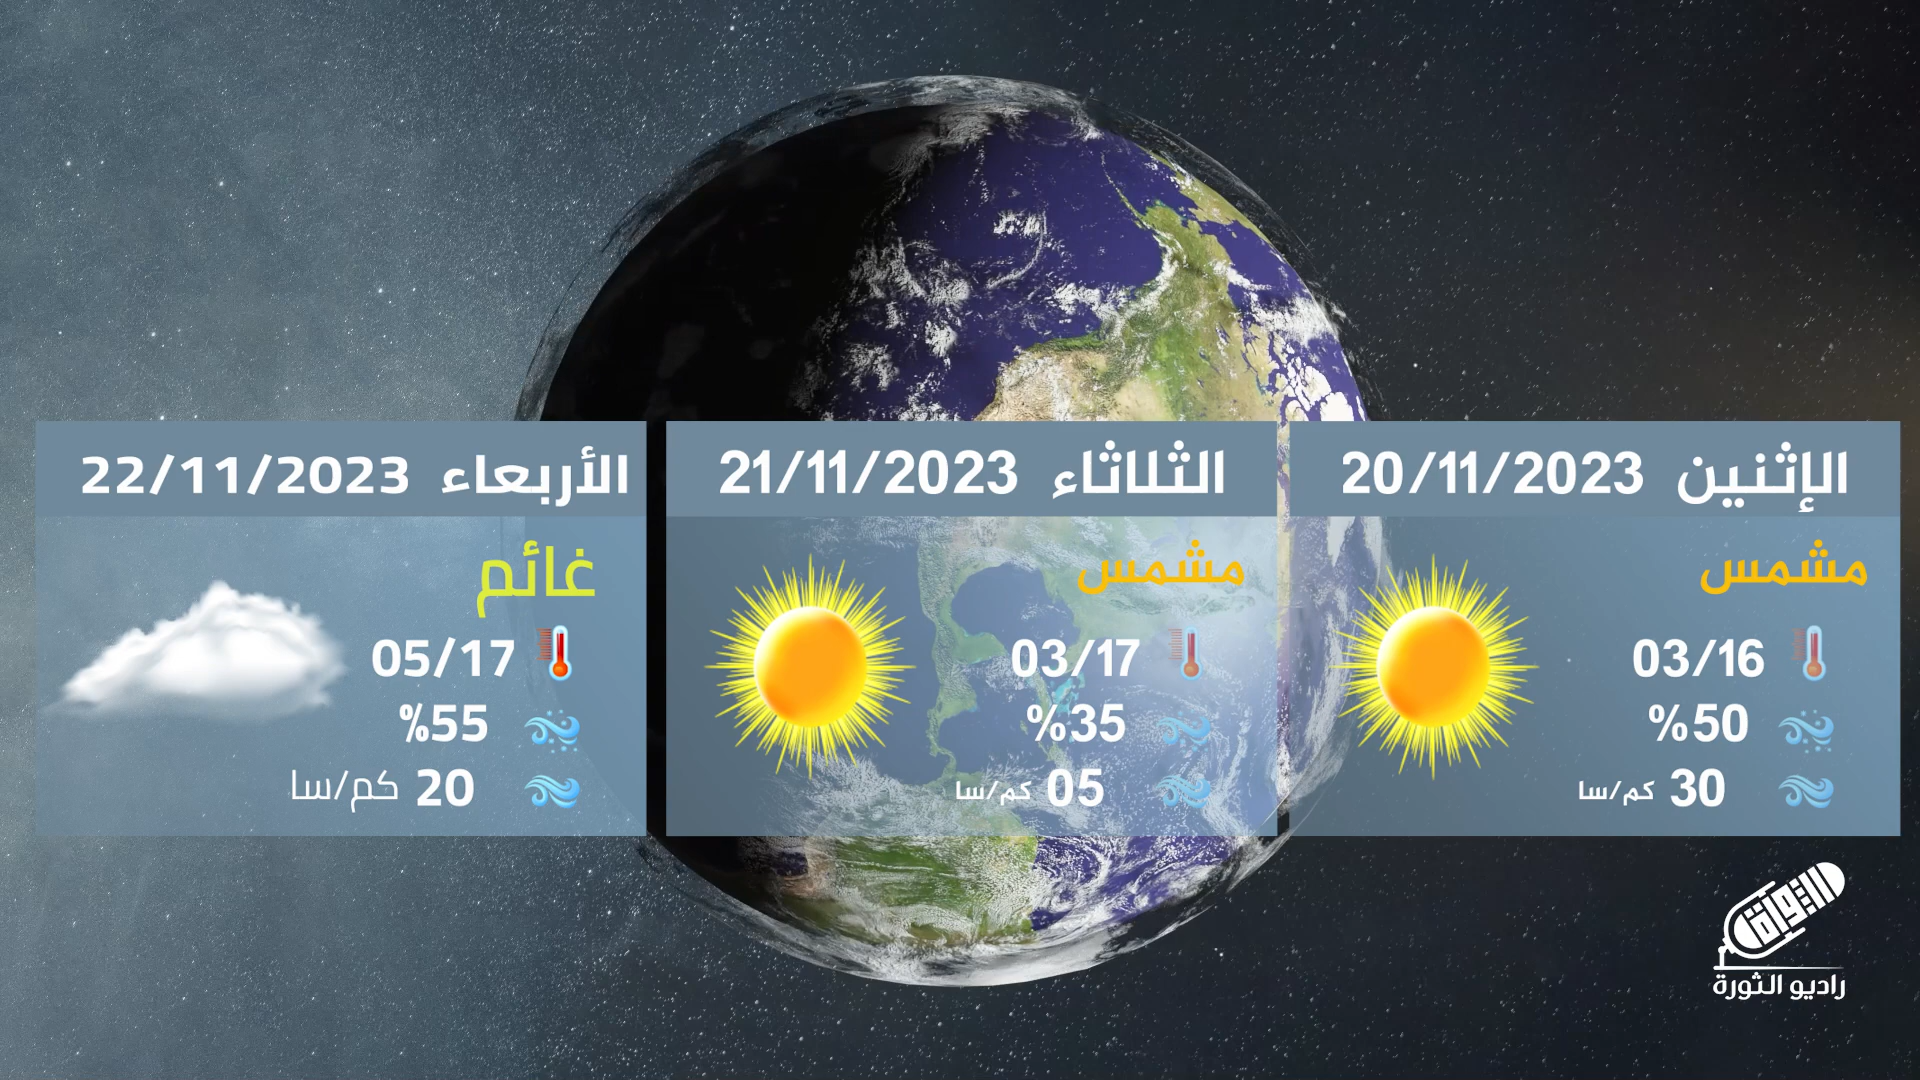 الإثنين 20/11/2023
مشمس
03/16
%50
30 كم/سا
الثلاثاء 21/11/2023
مشمس
03/17
%35
05 كم/سا
الأربعاء 22/11/2023
غائم
05/17
%55
20 كم/سا
الثورة
راديو الثورة